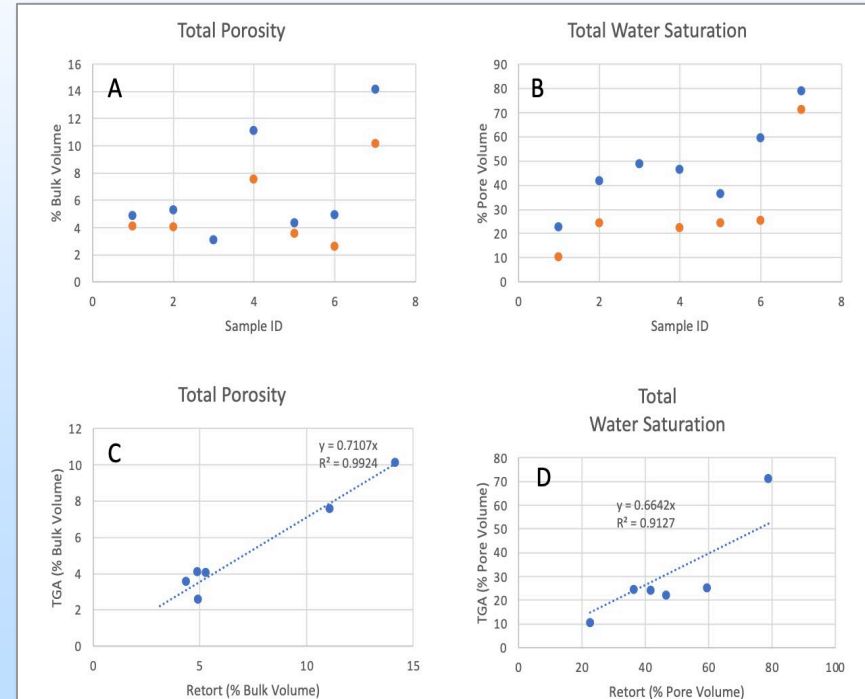 Total Porosity
A
16
14
12
10
8
6
4
2
0
% Bulk Volume
0 2 4 6 8
Sample ID
Total Water Saturation
B
90
80
70
60
50
40
30
20
10
0
% Pore Volume
0 2 4 6 8
Sample ID
Total Porosity
C
y = 0.7107x
R² = 0.9924
12
10
8
6
4
2
0
TGA (% Bulk Volume)
0 5 10 15
Retort (% Bulk Volume)
Total
Water Saturation
D
y = 0.6642x
R² = 0.9127
80
70
60
50
40
30
20
10
0
TGA (% Pore Volume)
0 20 40 60 80 100
Retort (% Pore Volume)